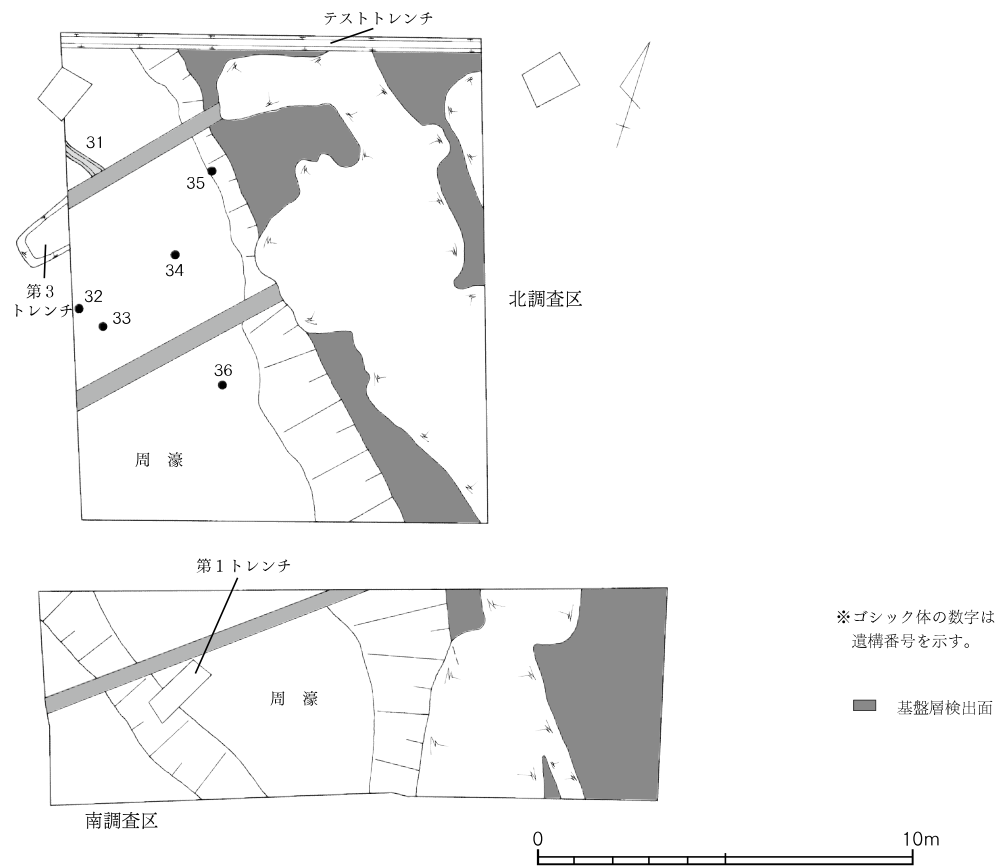 テストトレンチ
31
35
34
第３
トレンチ
32
33
36
北調査区
周　濠
第１トレンチ
周　濠
南調査区
※ゴシック体の数字は
遺構番号を示す。
基盤層検出面
0
10m